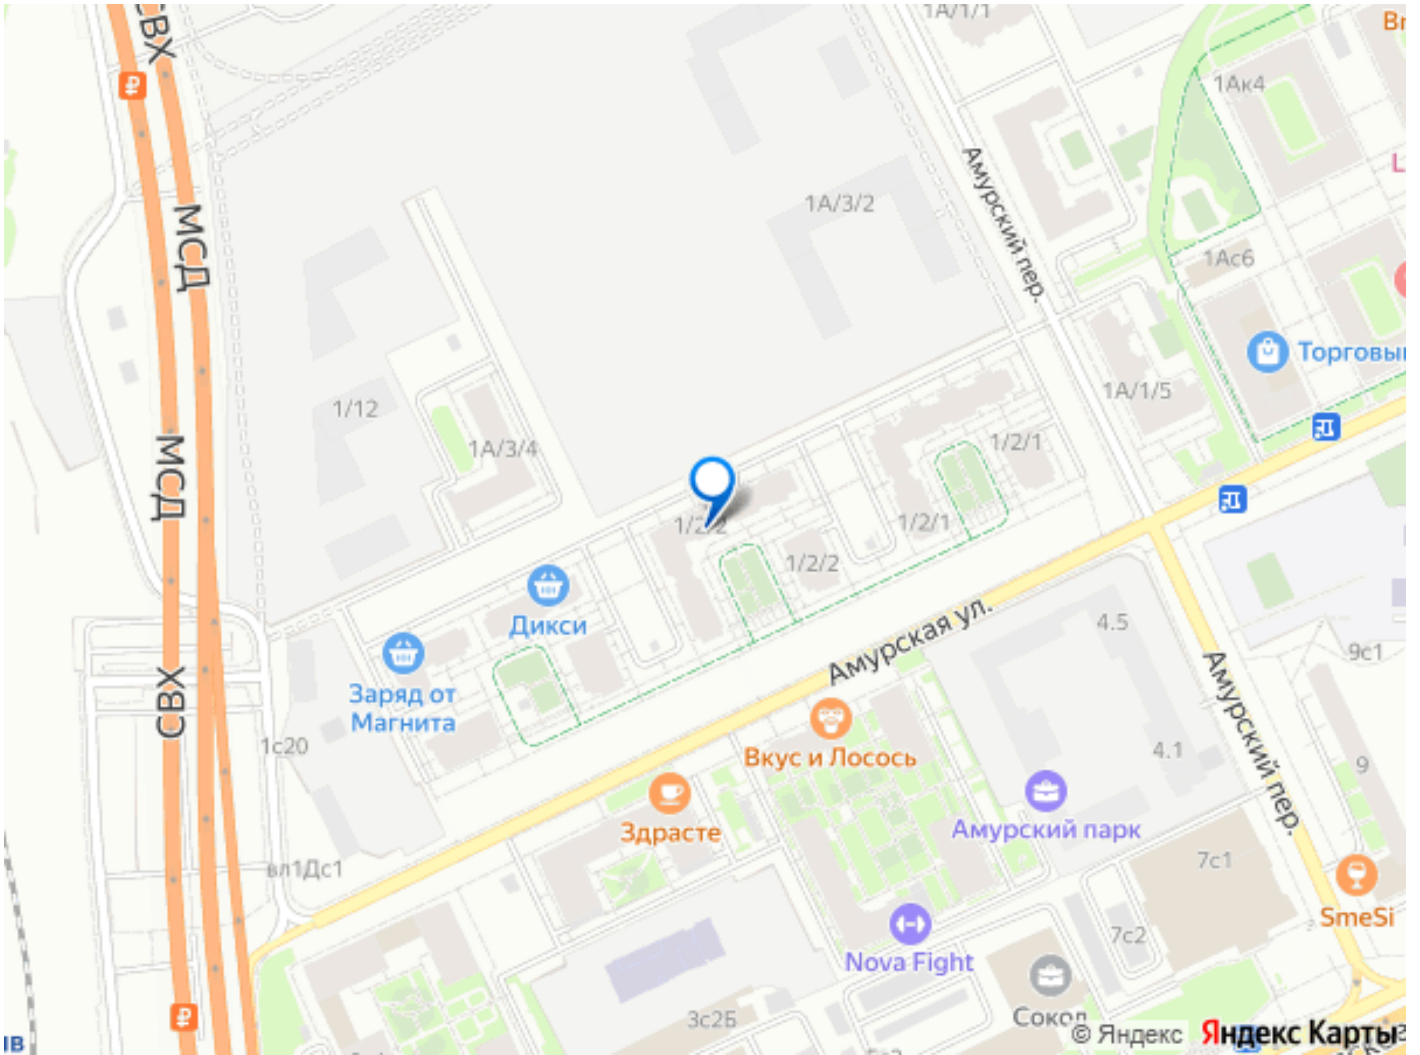 СВХ
МСД
1А/1/1
Вг
1Ак4
Амурский пер.
1А/3/2
1Ас6
Торговы
1/12
1А/3/4
1А/1/5
1/2/1
МСД
1/2/2
1/2/1
1/2/2
Дикси
Амурская ул.
4.5
9с1
Заряд от
Магнита
СВХ
1с20
Вкус и Лосось
4.1
Амурский пер.
9
Здрасте
Амурский парк
7с1
вл1Дс1
SmeSi
7с2
Nova Fight
3с2Б
Сокол
© Яндекс
Яндекс Карты